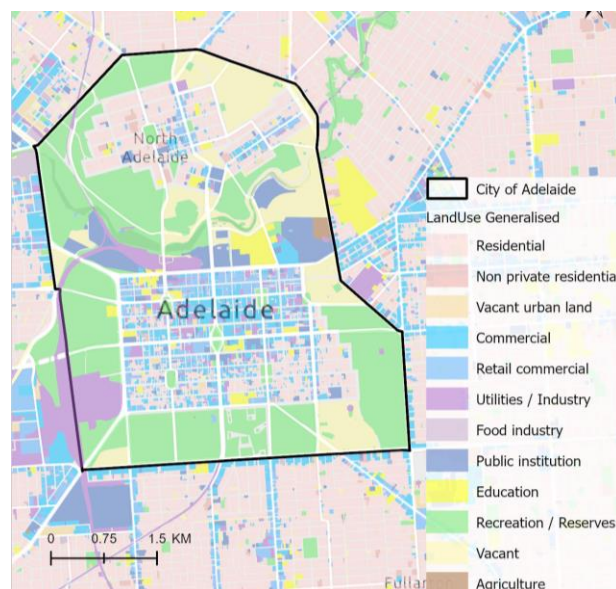 North
Adelaide
Adelaide
City of Adelaide
LandUse Generalised
Residential
Non private residential
Vacant urban land
Commercial
Retail commercial
Utilities / Industry
Food industry
Public institution
Education
Recreation / Reserves
Vacant
Agriculture
0 0.75 1.5 KM